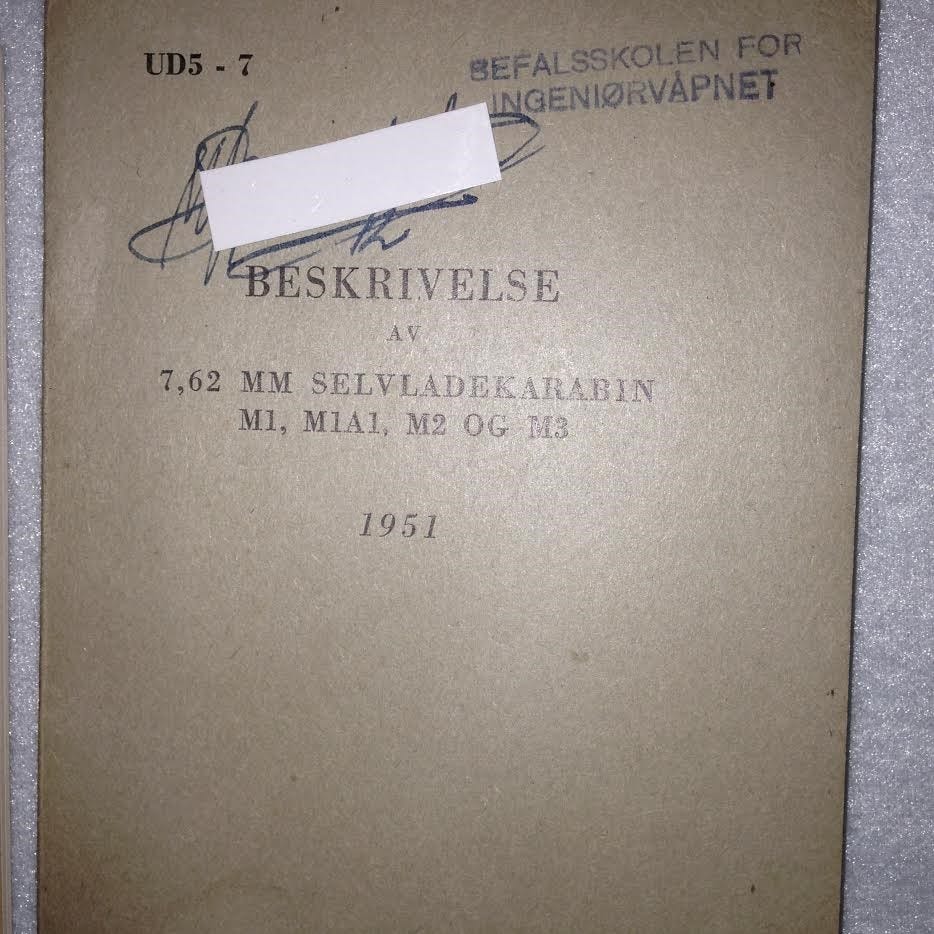 UD5 - 7
BEFALSSKOLEN FOR
INGENIØRVÅPNET
BESKRIVELSE
AV
7,62 MM SELVLADEKARABIN
M1, M1A1, M2 OG M3
1951